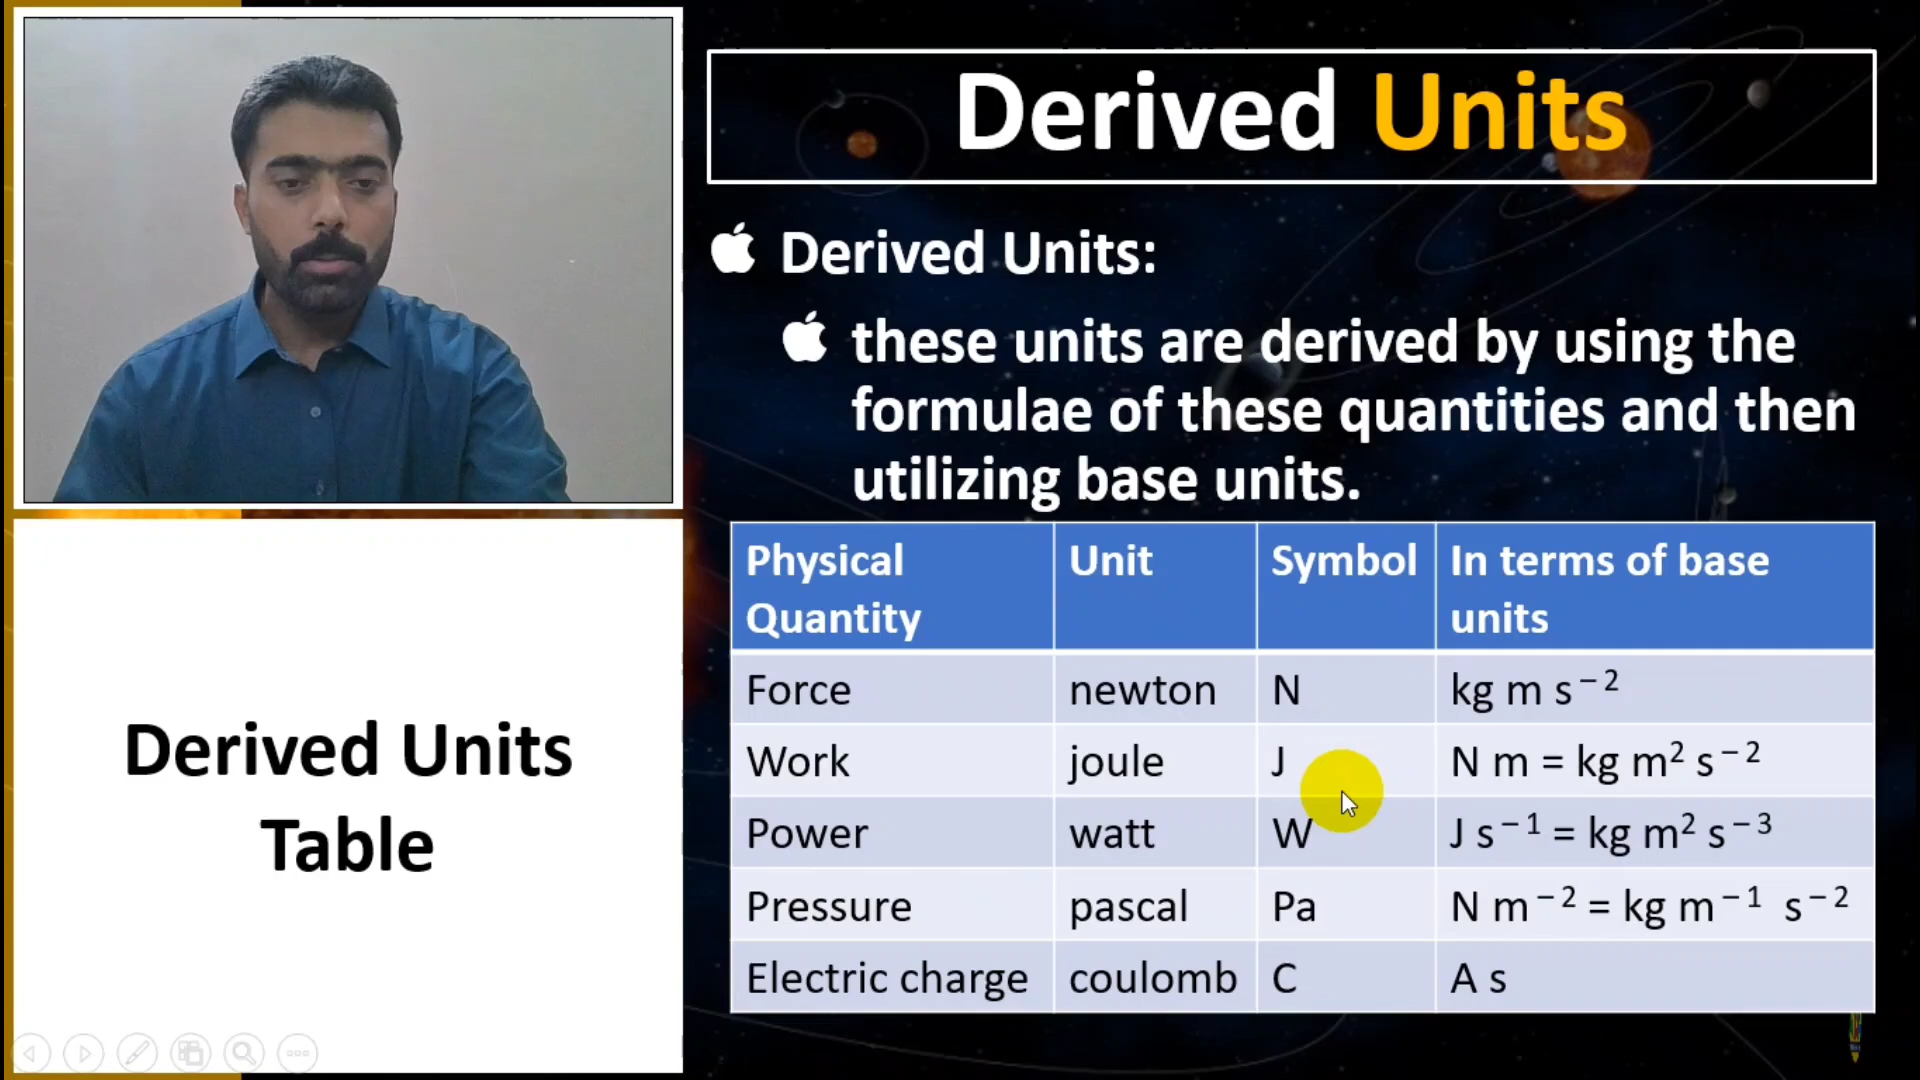 Derived Units
Derived Units:
these units are derived by using the
formulae of these quantities and then
utilizing base units.
Physical Quantity | Unit | Symbol | In terms of base units
Force | newton | N | kg m s⁻²
Work | joule | J | N m = kg m² s⁻²
Power | watt | W | J s⁻¹ = kg m² s⁻³
Pressure | pascal | Pa | N m⁻² = kg m⁻¹ s⁻²
Electric charge | coulomb | C | A s
Derived Units
Table